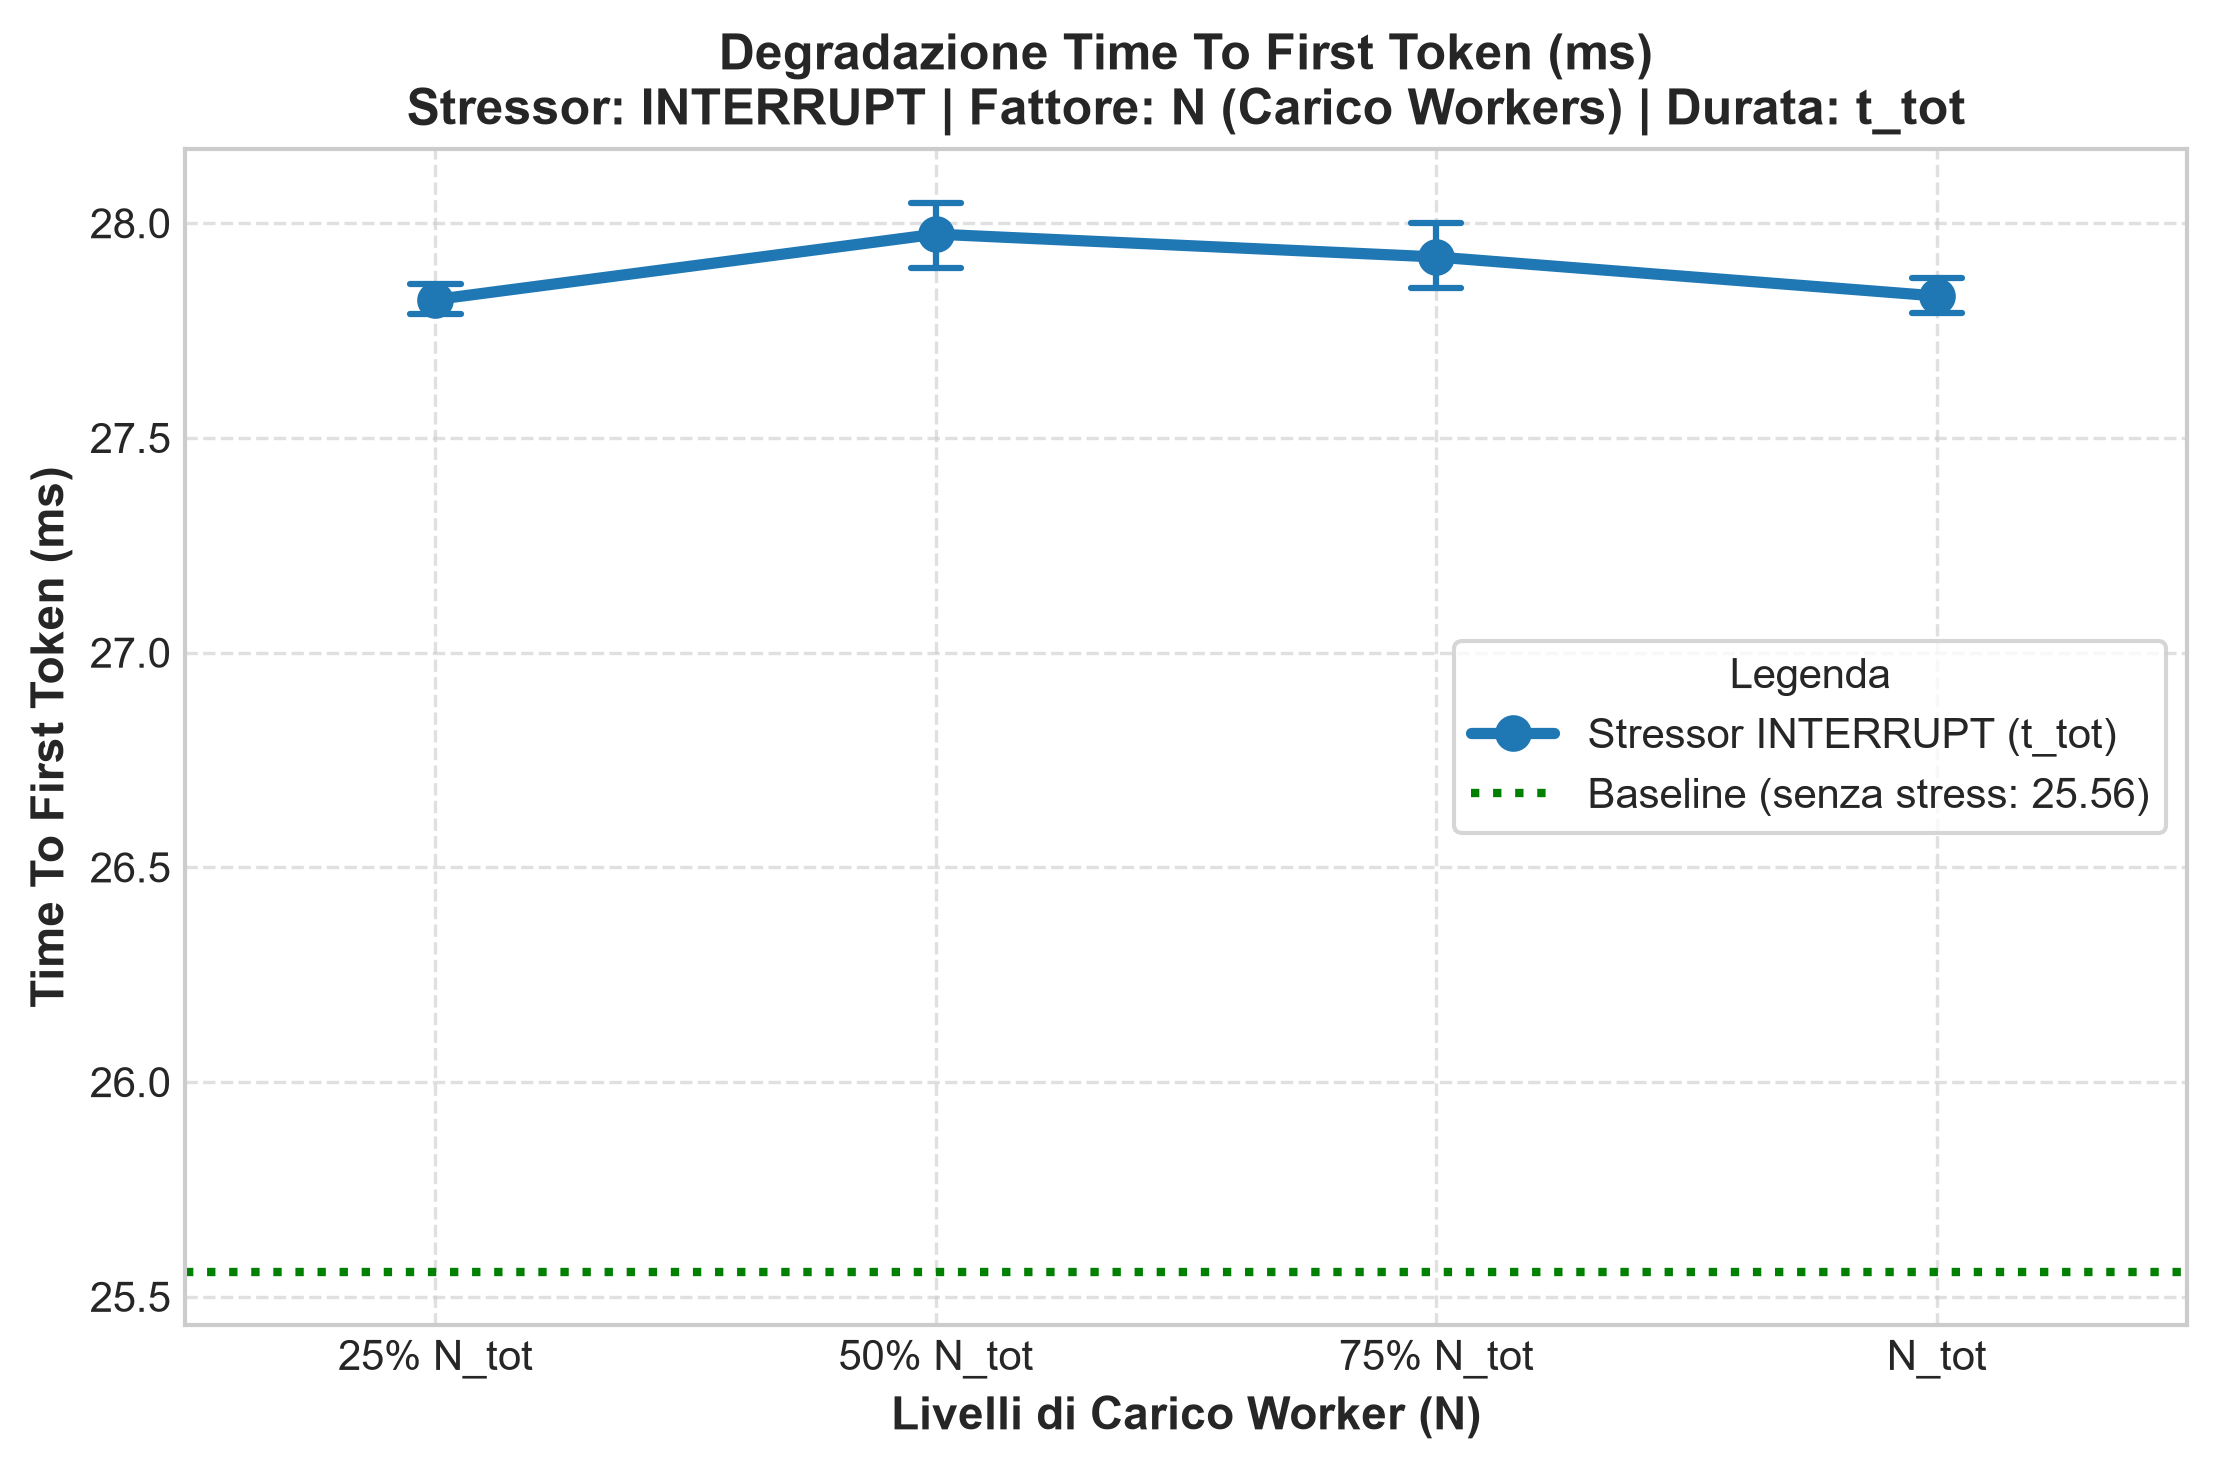 Degradazione Time To First Token (ms)
Stressor: INTERRUPT | Fattore: N (Carico Workers) | Durata: t_tot
Time To First Token (ms)
28.0
27.5
27.0
26.5
26.0
25.5
Legenda
Stressor INTERRUPT (t_tot)
Baseline (senza stress: 25.56)
25% N_tot
50% N_tot
75% N_tot
N_tot
Livelli di Carico Worker (N)